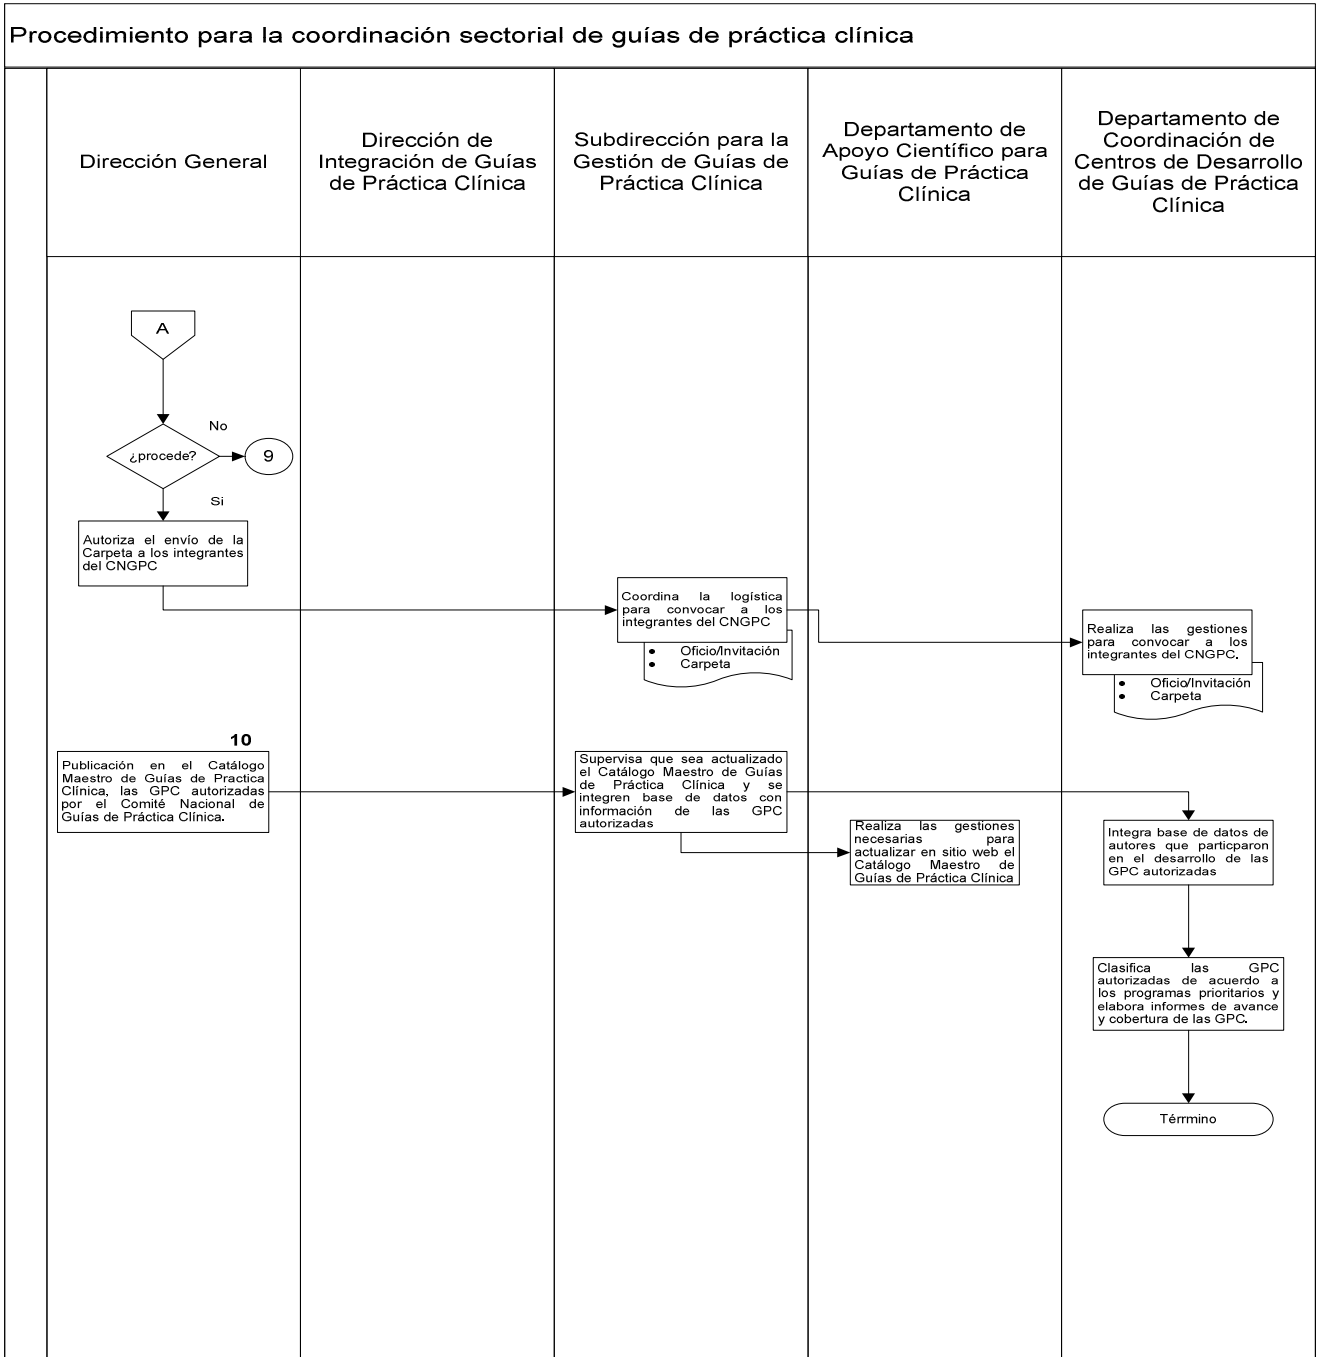 Procedimiento para la coordinación sectorial de guías de práctica clínica
Dirección General
Dirección de
Integración de Guías
de Práctica Clínica
Subdirección para la
Gestión de Guías de
Práctica Clínica
Departamento de
Apoyo Científico para
Guías de Práctica
Clínica
Departamento de
Coordinación de
Centros de Desarrollo
de Guías de Práctica
Clínica
A
No
¿procede?
9
Si
Autoriza el envío de la
Carpeta a los integrantes
del CNGPC
Coordina la logística
para convocar a los
integrantes del CNGPC
• Oficio/Invitación
• Carpeta
Realiza las gestiones
para convocar a los
integrantes del CNGPC.
• Oficio/Invitación
• Carpeta
10
Publicación en el Catálogo
Maestro de Guías de Practica
Clínica, las GPC autorizadas
por el Comité Nacional de
Guías de Práctica Clínica.
Supervisa que sea actualizado
el Catálogo Maestro de Guías
de Práctica Clínica y se
integren base de datos con
información de las GPC
autorizadas
Realiza las gestiones
necesarias para
actualizar en sitio web el
Catálogo Maestro de
Guías de Práctica Clínica
Integra base de datos de
autores que particparon
en el desarrollo de las
GPC autorizadas
Clasifica las GPC
autorizadas de acuerdo a
los programas prioritarios y
elabora informes de avance
y cobertura de las GPC.
Térrmino